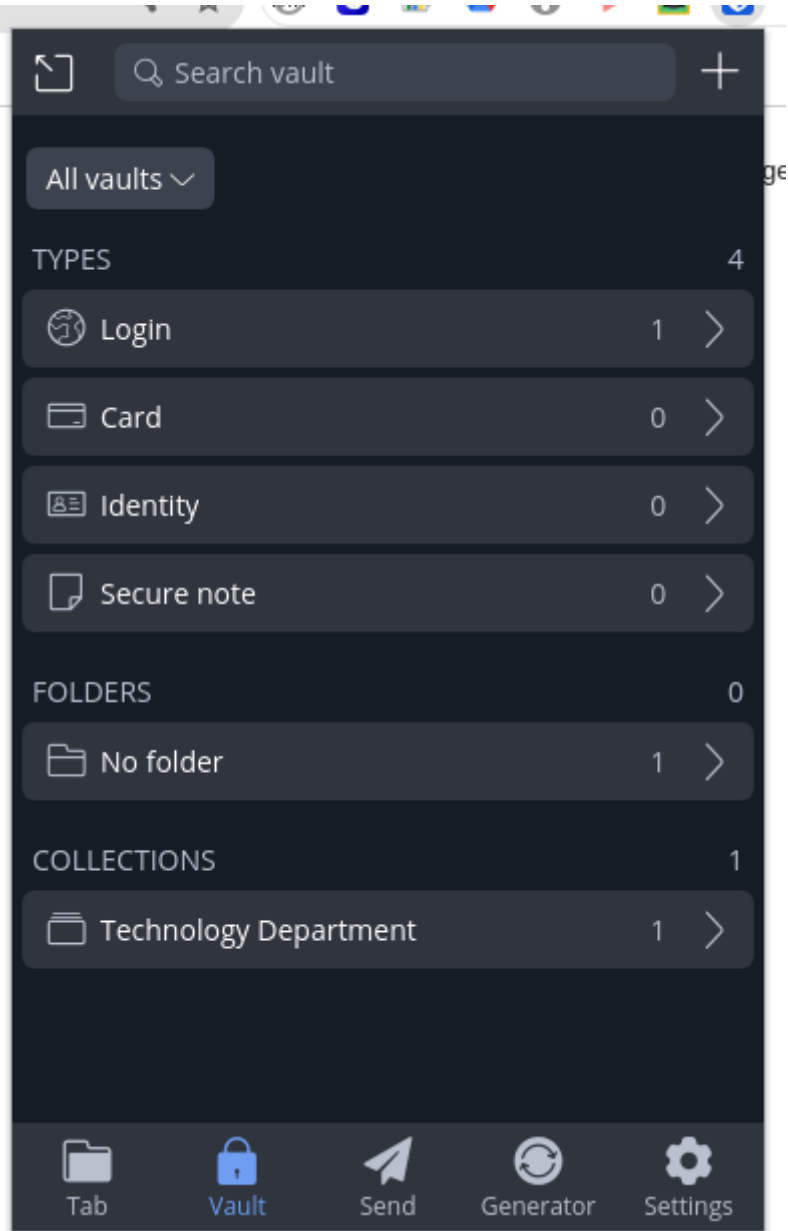 Search vault
All vaults
ge
TYPES 4
Login 1
Card 0
Identity 0
Secure note 0
FOLDERS 0
No folder 1
COLLECTIONS 1
Technology Department 1
Tab Vault Send Generator Settings